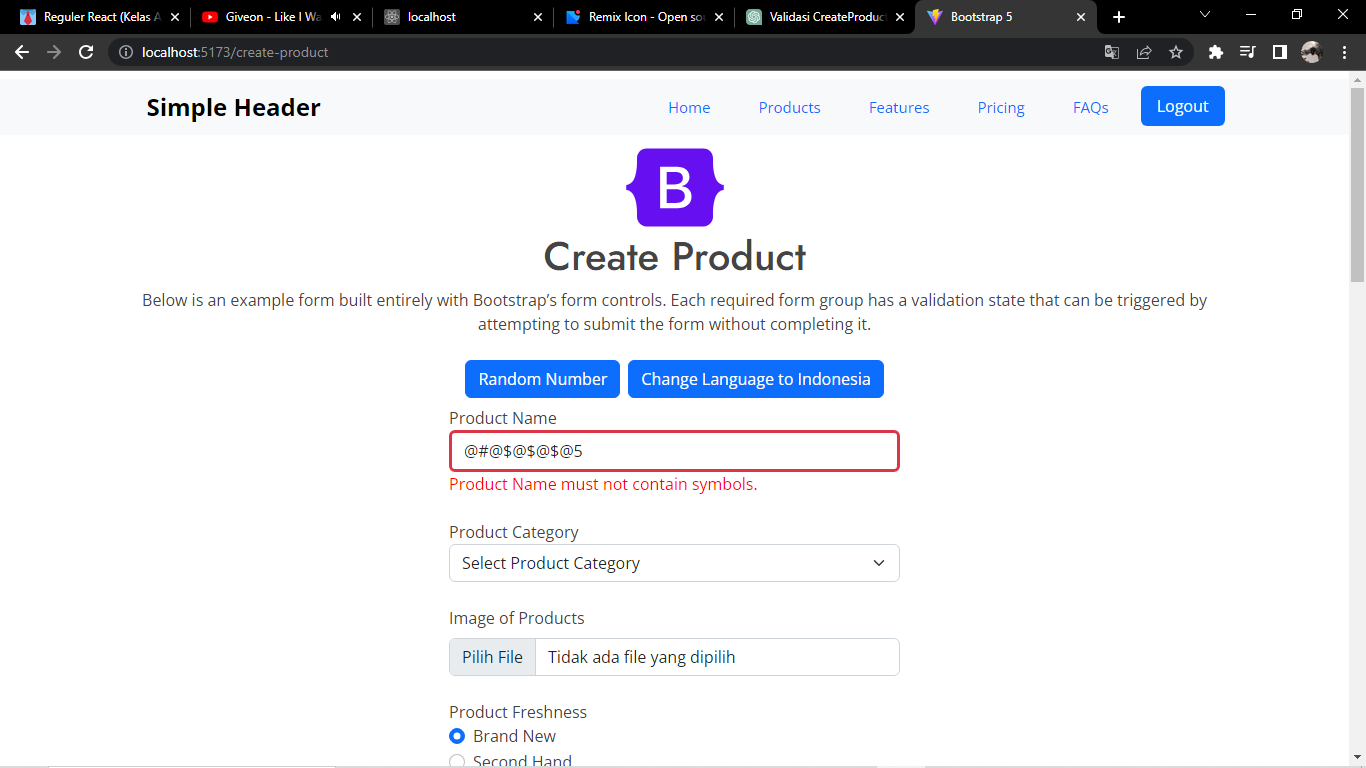 Reguler React (Kelas A
Giveon - Like I Wa
localhost
Remix Icon - Open sou
Validasi CreateProduct
Bootstrap 5
localhost:5173/create-product
Simple Header
Home
Products
Features
Pricing
FAQs
Logout
B
Create Product
Below is an example form built entirely with Bootstrap’s form controls. Each required form group has a validation state that can be triggered by
attempting to submit the form without completing it.
Random Number
Change Language to Indonesia
Product Name
@#@$@$@$@5
Product Name must not contain symbols.
Product Category
Select Product Category
Image of Products
Pilih File
Tidak ada file yang dipilih
Product Freshness
Brand New
Second Hand